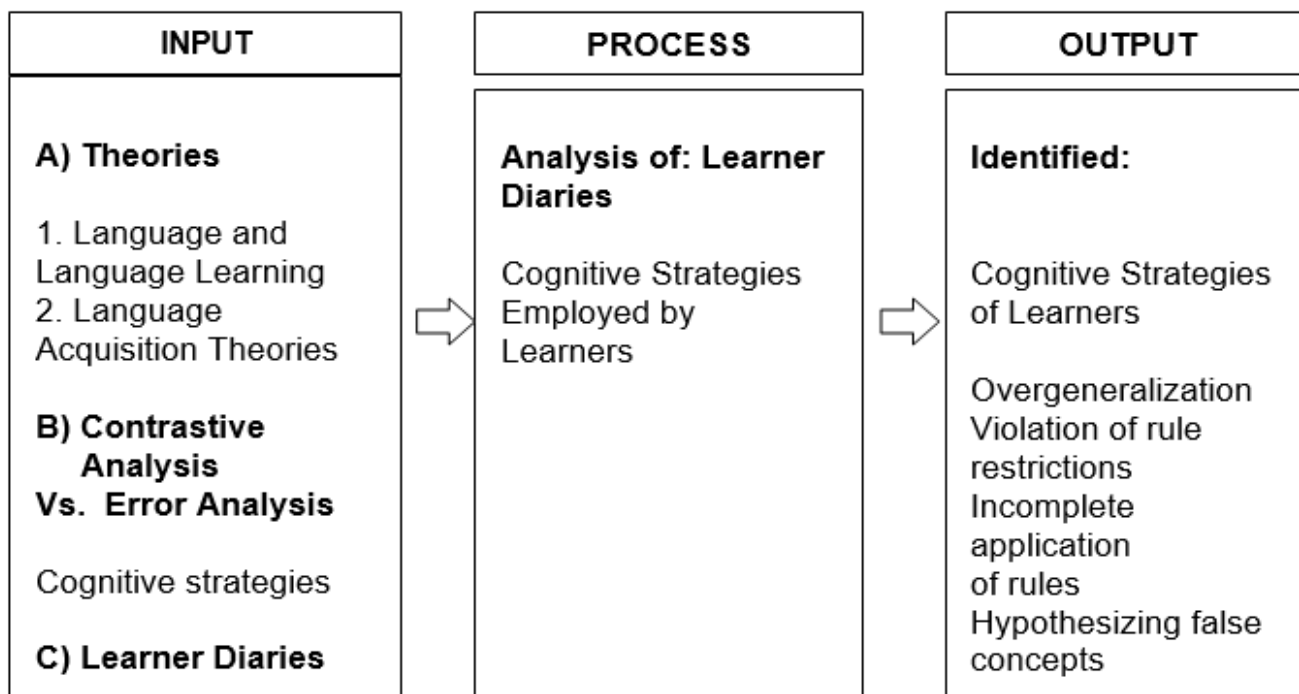 INPUT
A) Theories
1. Language and
Language Learning
2. Language
Acquisition Theories
B) Contrastive
Analysis
Vs. Error Analysis
Cognitive strategies
C) Learner Diaries
PROCESS
Analysis of: Learner
Diaries
Cognitive Strategies
Employed by
Learners
OUTPUT
Identified:
Cognitive Strategies
of Learners
Overgeneralization
Violation of rule
restrictions
Incomplete
application
of rules
Hypothesizing false
concepts